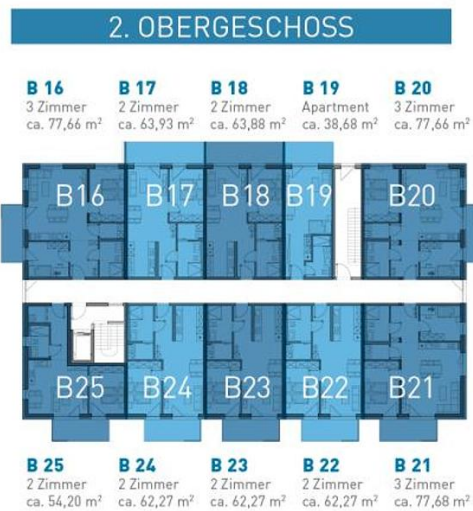 2. OBERGESCHOSS
B 16
3 Zimmer
ca. 77,66 m²
B 17
2 Zimmer
ca. 63,93 m²
B 18
2 Zimmer
ca. 63,88 m²
B 19
Apartment
ca. 38,68 m²
B 20
3 Zimmer
ca. 77,66 m²
B16
B17
B18
B19
B20
B25
B24
B23
B22
B21
B 25
2 Zimmer
ca. 54,20 m²
B 24
2 Zimmer
ca. 62,27 m²
B 23
2 Zimmer
ca. 62,27 m²
B 22
2 Zimmer
ca. 62,27 m²
B 21
3 Zimmer
ca. 77,68 m²